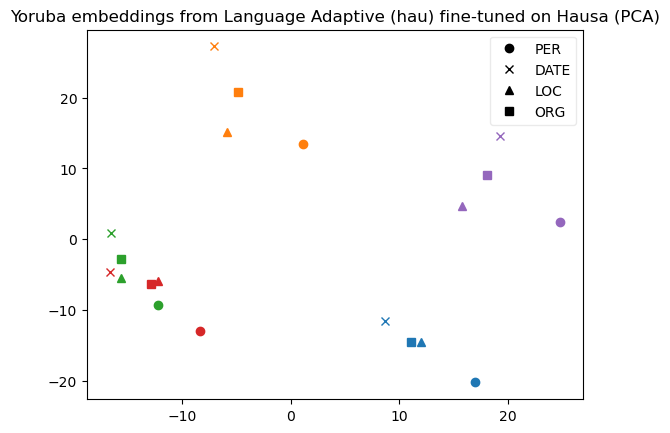 Yoruba embeddings from Language Adaptive (hau) fine-tuned on Hausa (PCA)
PER
DATE
LOC
ORG
20
10
0
−10
−20
−10
0
10
20